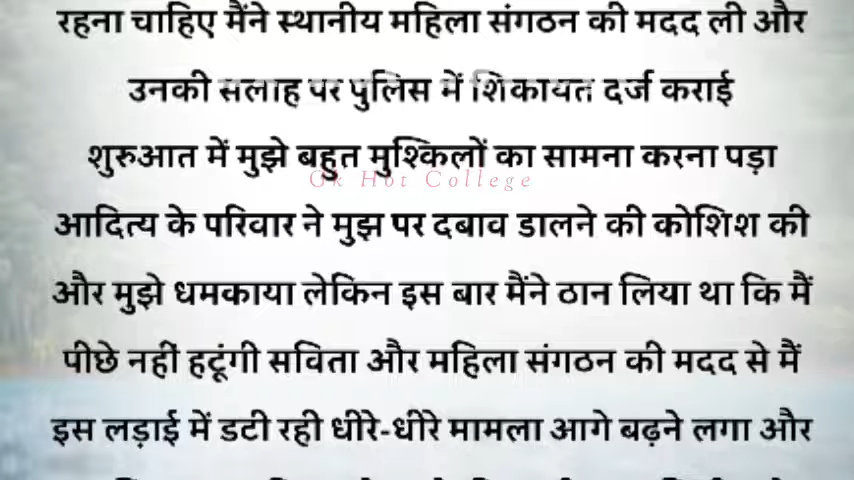 रहना चाहिए मैंने स्थानीय महिला संगठन की मदद ली और
उनकी सलाह पर पुलिस में शिकायत दर्ज कराई
शुरुआत में मुझे बहुत मुश्किलों का सामना करना पड़ा
Gk Hot College
आदित्य के परिवार ने मुझ पर दबाव डालने की कोशिश की
और मुझे धमकाया लेकिन इस बार मैंने ठान लिया था कि मैं
पीछे नहीं हटूंगी सविता और महिला संगठन की मदद से मैं
इस लड़ाई में डटी रही धीरे-धीरे मामला आगे बढ़ने लगा और